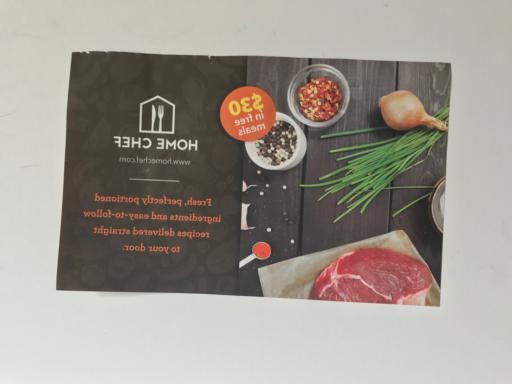 HOME CHEF
www.homechef.com
Fresh, perfectly portioned
ingredients and easy-to-follow
recipes delivered straight
to your door.
$30
in free
meals